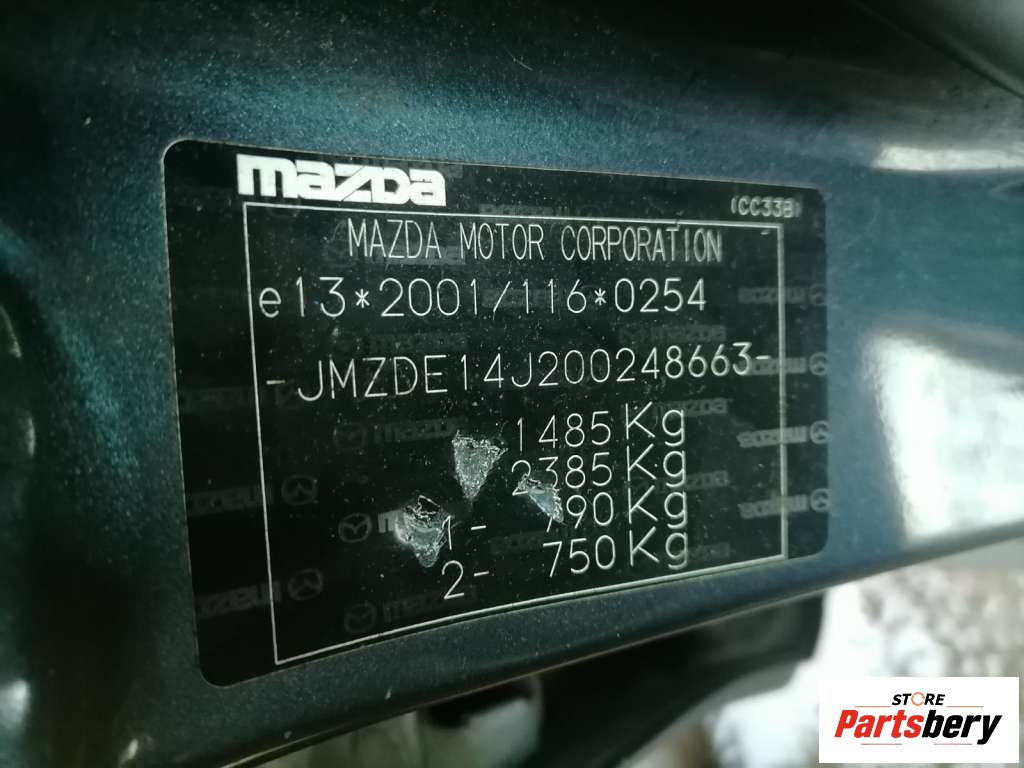 mazda
(CC33B)
MAZDA MOTOR CORPORATION
e13*2001/116*0254
-JMZDE14J200248663-
1485 Kg
2385 Kg
1- 790 Kg
2- 750 Kg
STORE
Partsbery